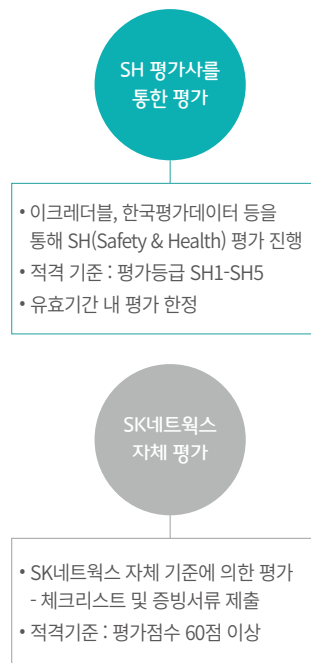 SH 평가사를
통한 평가
• 이크레더블, 한국평가데이터 등을
통해 SH(Safety & Health) 평가 진행
• 적격 기준 : 평가등급 SH1-SH5
• 유효기간 내 평가 한정
SK네트웍스
자체 평가
• SK네트웍스 자체 기준에 의한 평가
- 체크리스트 및 증빙서류 제출
• 적격기준 : 평가점수 60점 이상